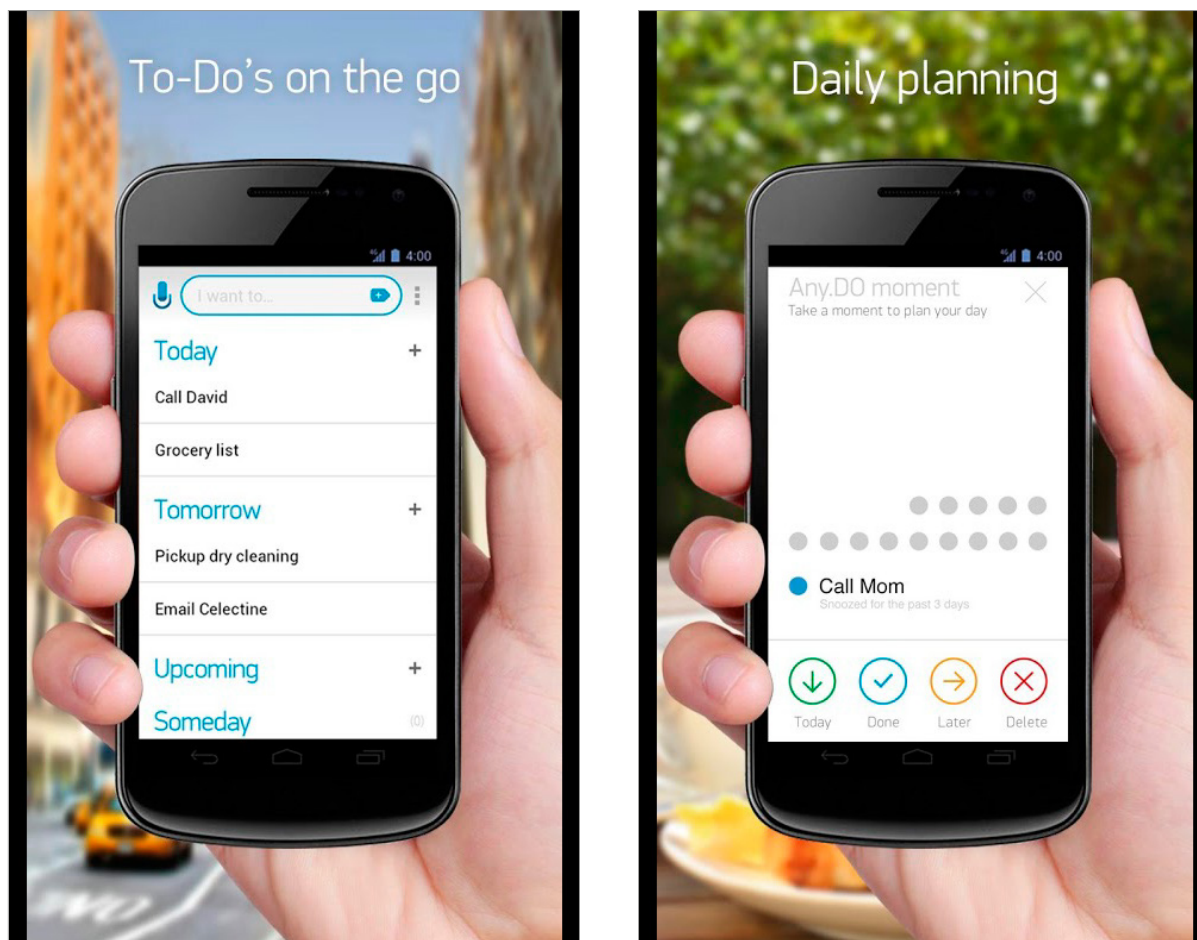 To-Do's on the go
4G 4:00
I want to...
Today
Call David
Grocery list
Tomorrow
Pickup dry cleaning
Email Celectine
Upcoming
Someday (0)
Daily planning
4G 4:00
Any.DO moment
Take a moment to plan your day
Call Mom
Snoozed for the past 3 days
Today Done Later Delete